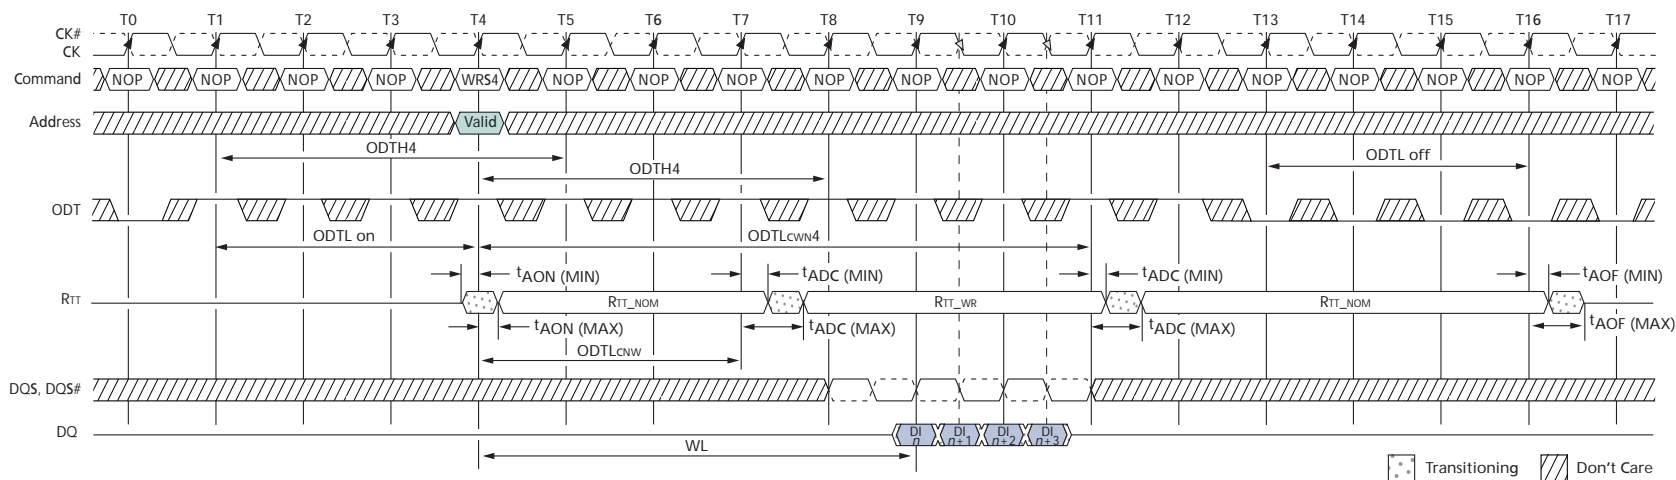 T0 T1 T2 T3 T4 T5 T6 T7 T8 T9 T10 T11 T12 T13 T14 T15 T16 T17
CK#
CK
Command NOP NOP NOP NOP WRS4 NOP NOP NOP NOP NOP NOP NOP NOP NOP NOP NOP NOP NOP
Address Valid
ODTH4 ODTL off
ODTH4
ODT
ODTL on ODTLCWN4
tAON (MIN) tADC (MIN) tADC (MIN) tAOF (MIN)
RTT RTT_NOM RTT_WR RTT_NOM
tAON (MAX) tADC (MAX) tADC (MAX) tAOF (MAX)
ODTLCNW
DQS, DQS#
DQ DI n DI n+1 DI n+2 DI n+3
WL
Transitioning Don't Care